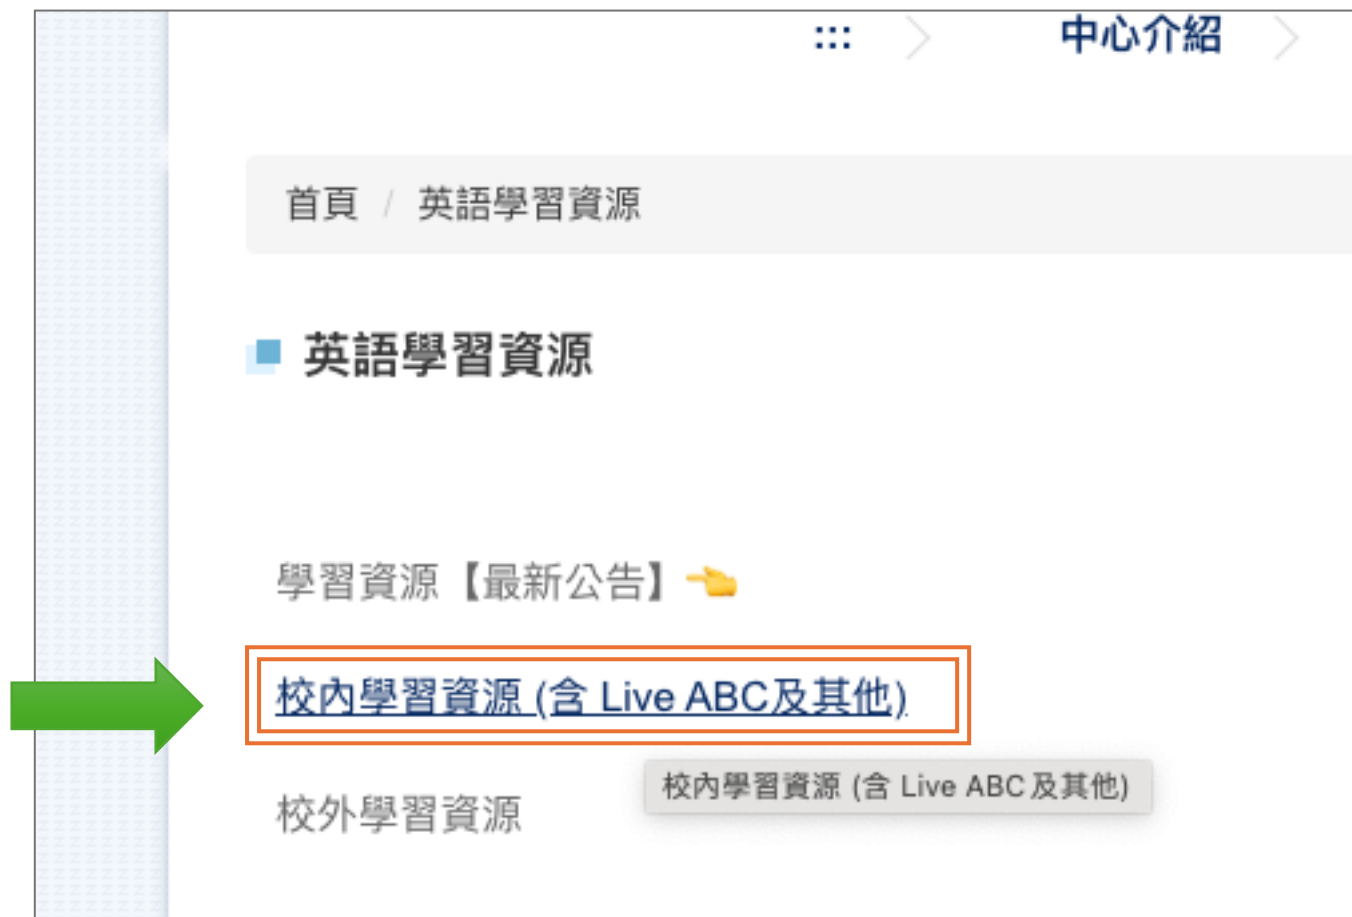 ::: 中心介紹
首頁 / 英語學習資源
英語學習資源
學習資源【最新公告】👈
校內學習資源 (含 Live ABC及其他)
校內學習資源 (含 Live ABC及其他)
校外學習資源